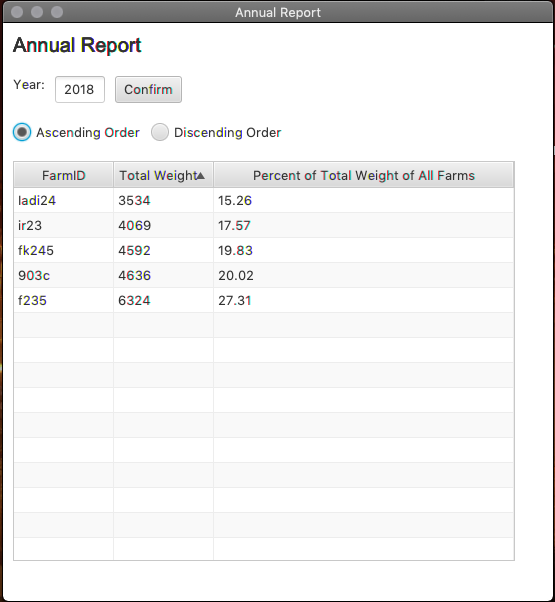 Annual Report
Annual Report
Year: 2018 Confirm
Ascending Order Discending Order
FarmID Total Weight Percent of Total Weight of All Farms
ladi24 3534 15.26
ir23 4069 17.57
fk245 4592 19.83
903c 4636 20.02
f235 6324 27.31